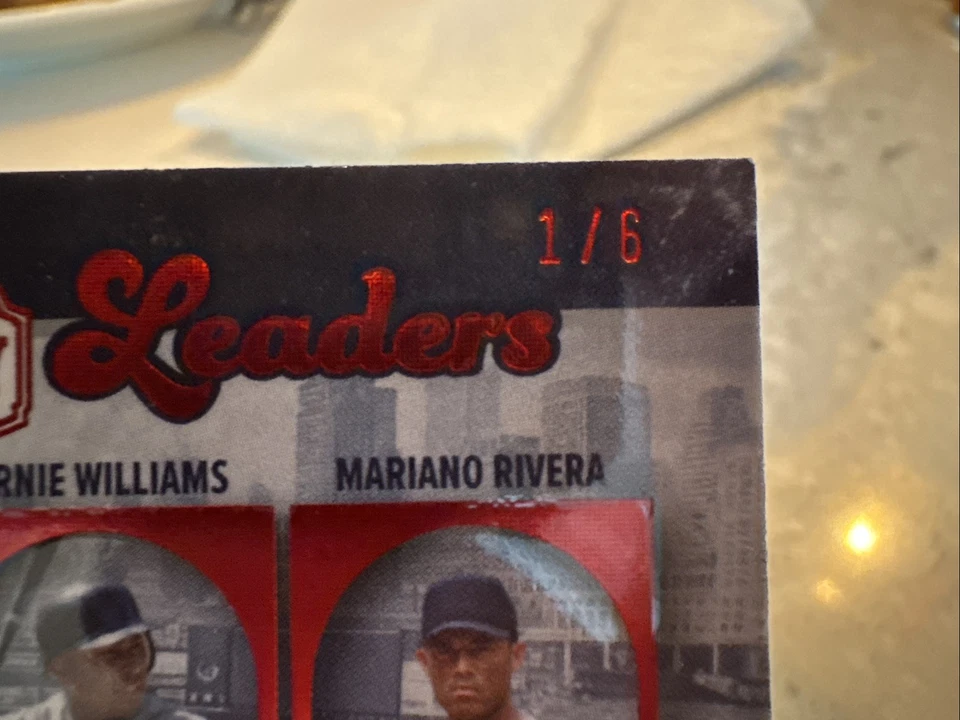 1/6
Leaders
RNIE WILLIAMS
MARIANO RIVERA